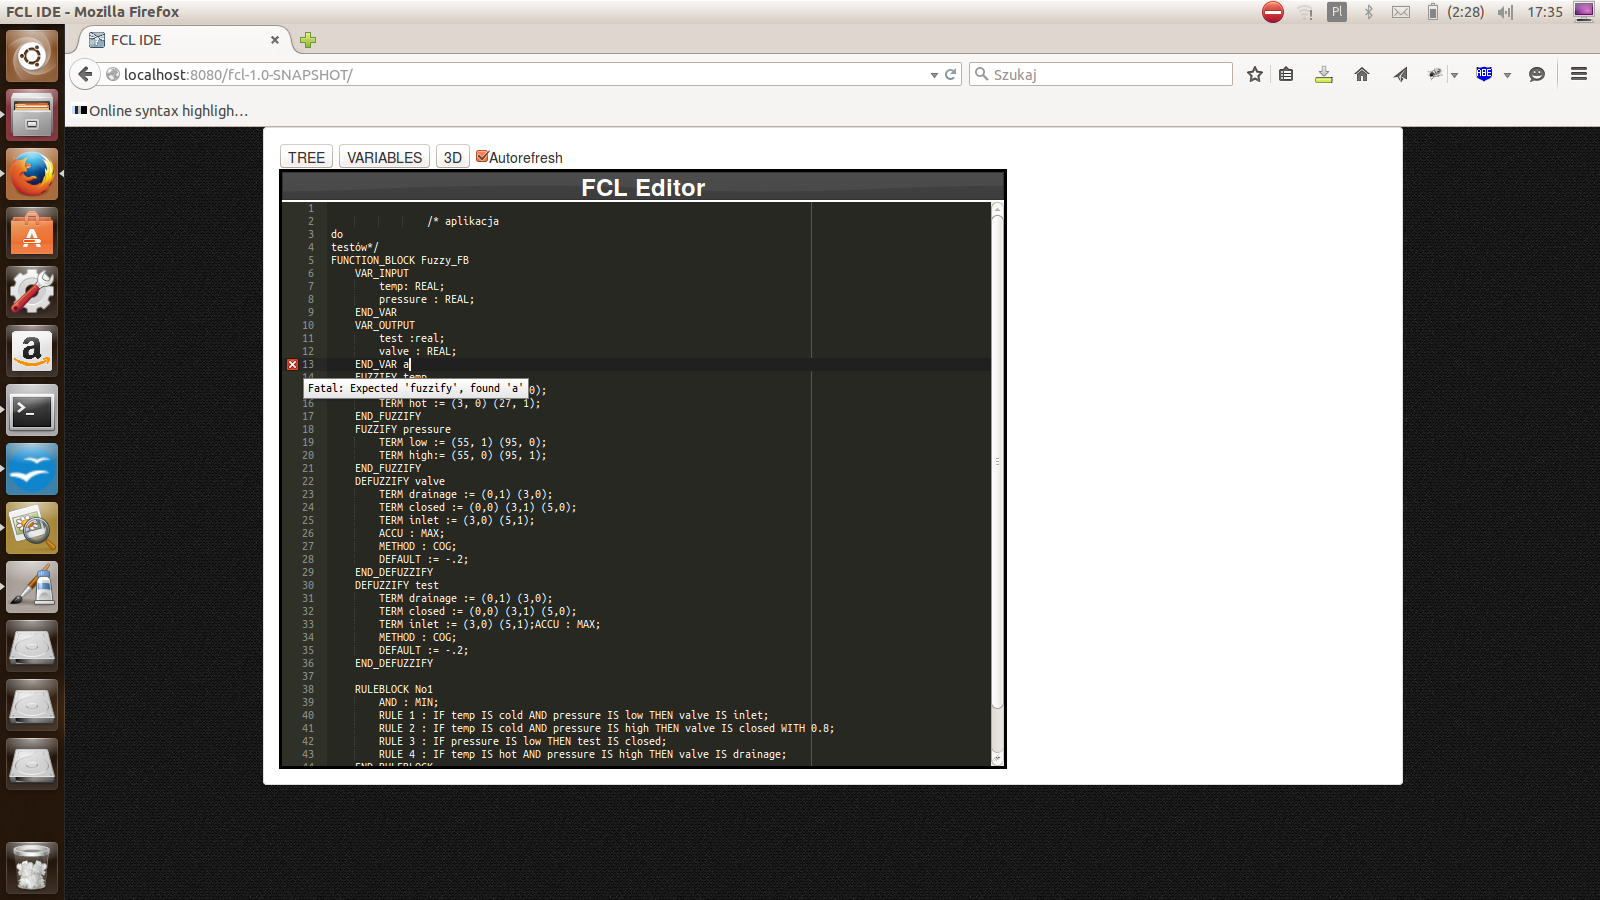 FCL IDE - Mozilla Firefox
Pl
(2:28)
17:35
FCL IDE
localhost:8080/fcl-1.0-SNAPSHOT/
Szukaj
ABE
Online syntax highligh…
TREE
VARIABLES
3D
Autorefresh
FCL Editor
1
2 /* aplikacja
3 do
4 testów*/
5 FUNCTION_BLOCK Fuzzy_FB
6 VAR_INPUT
7 temp: REAL;
8 pressure : REAL;
9 END_VAR
10 VAR_OUTPUT
11 test :real;
12 valve : REAL;
13 END_VAR a
14 FUZZIFY temp
Fatal: Expected 'fuzzify', found 'a'
0);
16 TERM hot := (3, 0) (27, 1);
17 END_FUZZIFY
18 FUZZIFY pressure
19 TERM low := (55, 1) (95, 0);
20 TERM high:= (55, 0) (95, 1);
21 END_FUZZIFY
22 DEFUZZIFY valve
23 TERM drainage := (0,1) (3,0);
24 TERM closed := (0,0) (3,1) (5,0);
25 TERM inlet := (3,0) (5,1);
26 ACCU : MAX;
27 METHOD : COG;
28 DEFAULT := -.2;
29 END_DEFUZZIFY
30 DEFUZZIFY test
31 TERM drainage := (0,1) (3,0);
32 TERM closed := (0,0) (3,1) (5,0);
33 TERM inlet := (3,0) (5,1);ACCU : MAX;
34 METHOD : COG;
35 DEFAULT := -.2;
36 END_DEFUZZIFY
37
38 RULEBLOCK No1
39 AND : MIN;
40 RULE 1 : IF temp IS cold AND pressure IS low THEN valve IS inlet;
41 RULE 2 : IF temp IS cold AND pressure IS high THEN valve IS closed WITH 0.8;
42 RULE 3 : IF pressure IS low THEN test IS closed;
43 RULE 4 : IF temp IS hot AND pressure IS high THEN valve IS drainage;
44 END_RULEBLOCK